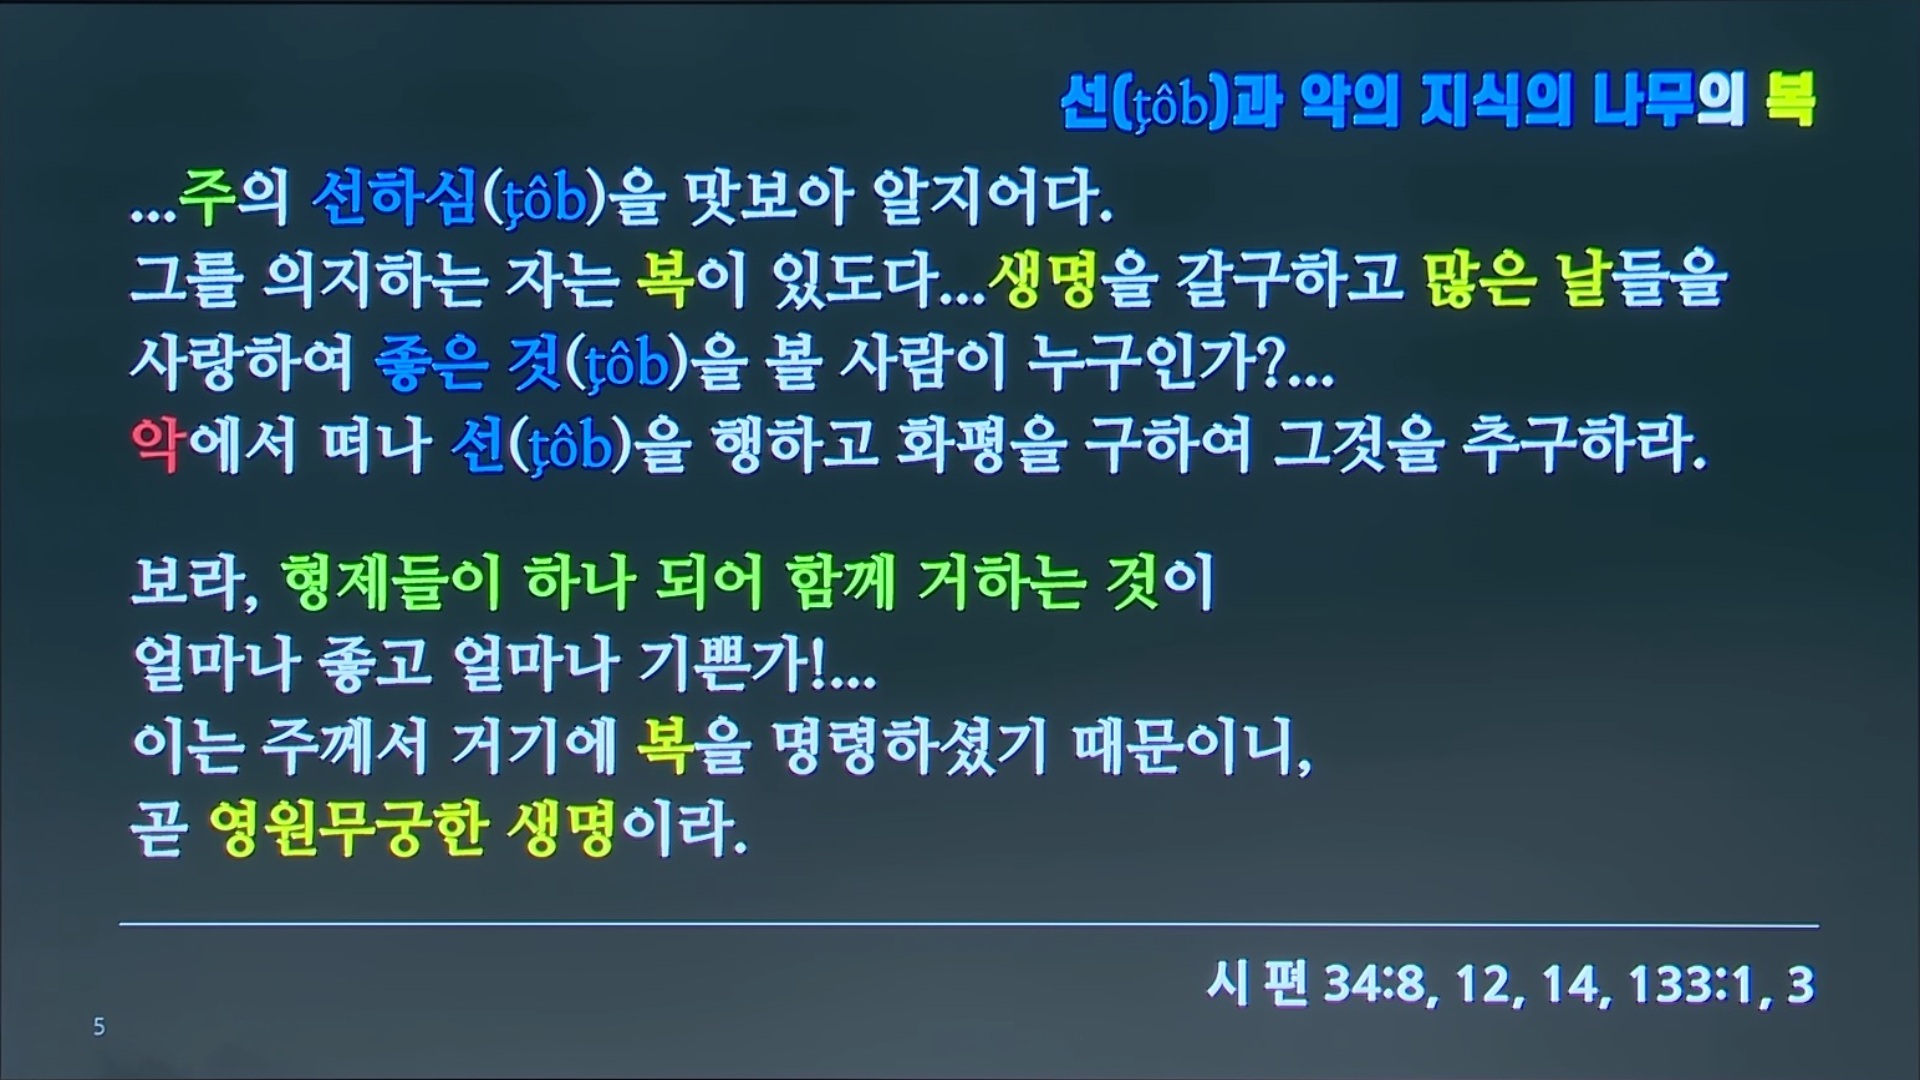 선(ţôb)과 악의 지식의 나무의 복
...주의 선하심(ţôb)을 맛보아 알지어다.
그를 의지하는 자는 복이 있도다...생명을 갈구하고 많은 날들을
사랑하여 좋은 것(ţôb)을 볼 사람이 누구인가?...
악에서 떠나 선(ţôb)을 행하고 화평을 구하여 그것을 추구하라.
보라, 형제들이 하나 되어 함께 거하는 것이
얼마나 좋고 얼마나 기쁜가!...
이는 주께서 거기에 복을 명령하셨기 때문이니,
곧 영원무궁한 생명이라.
시 편 34:8, 12, 14, 133:1, 3
5